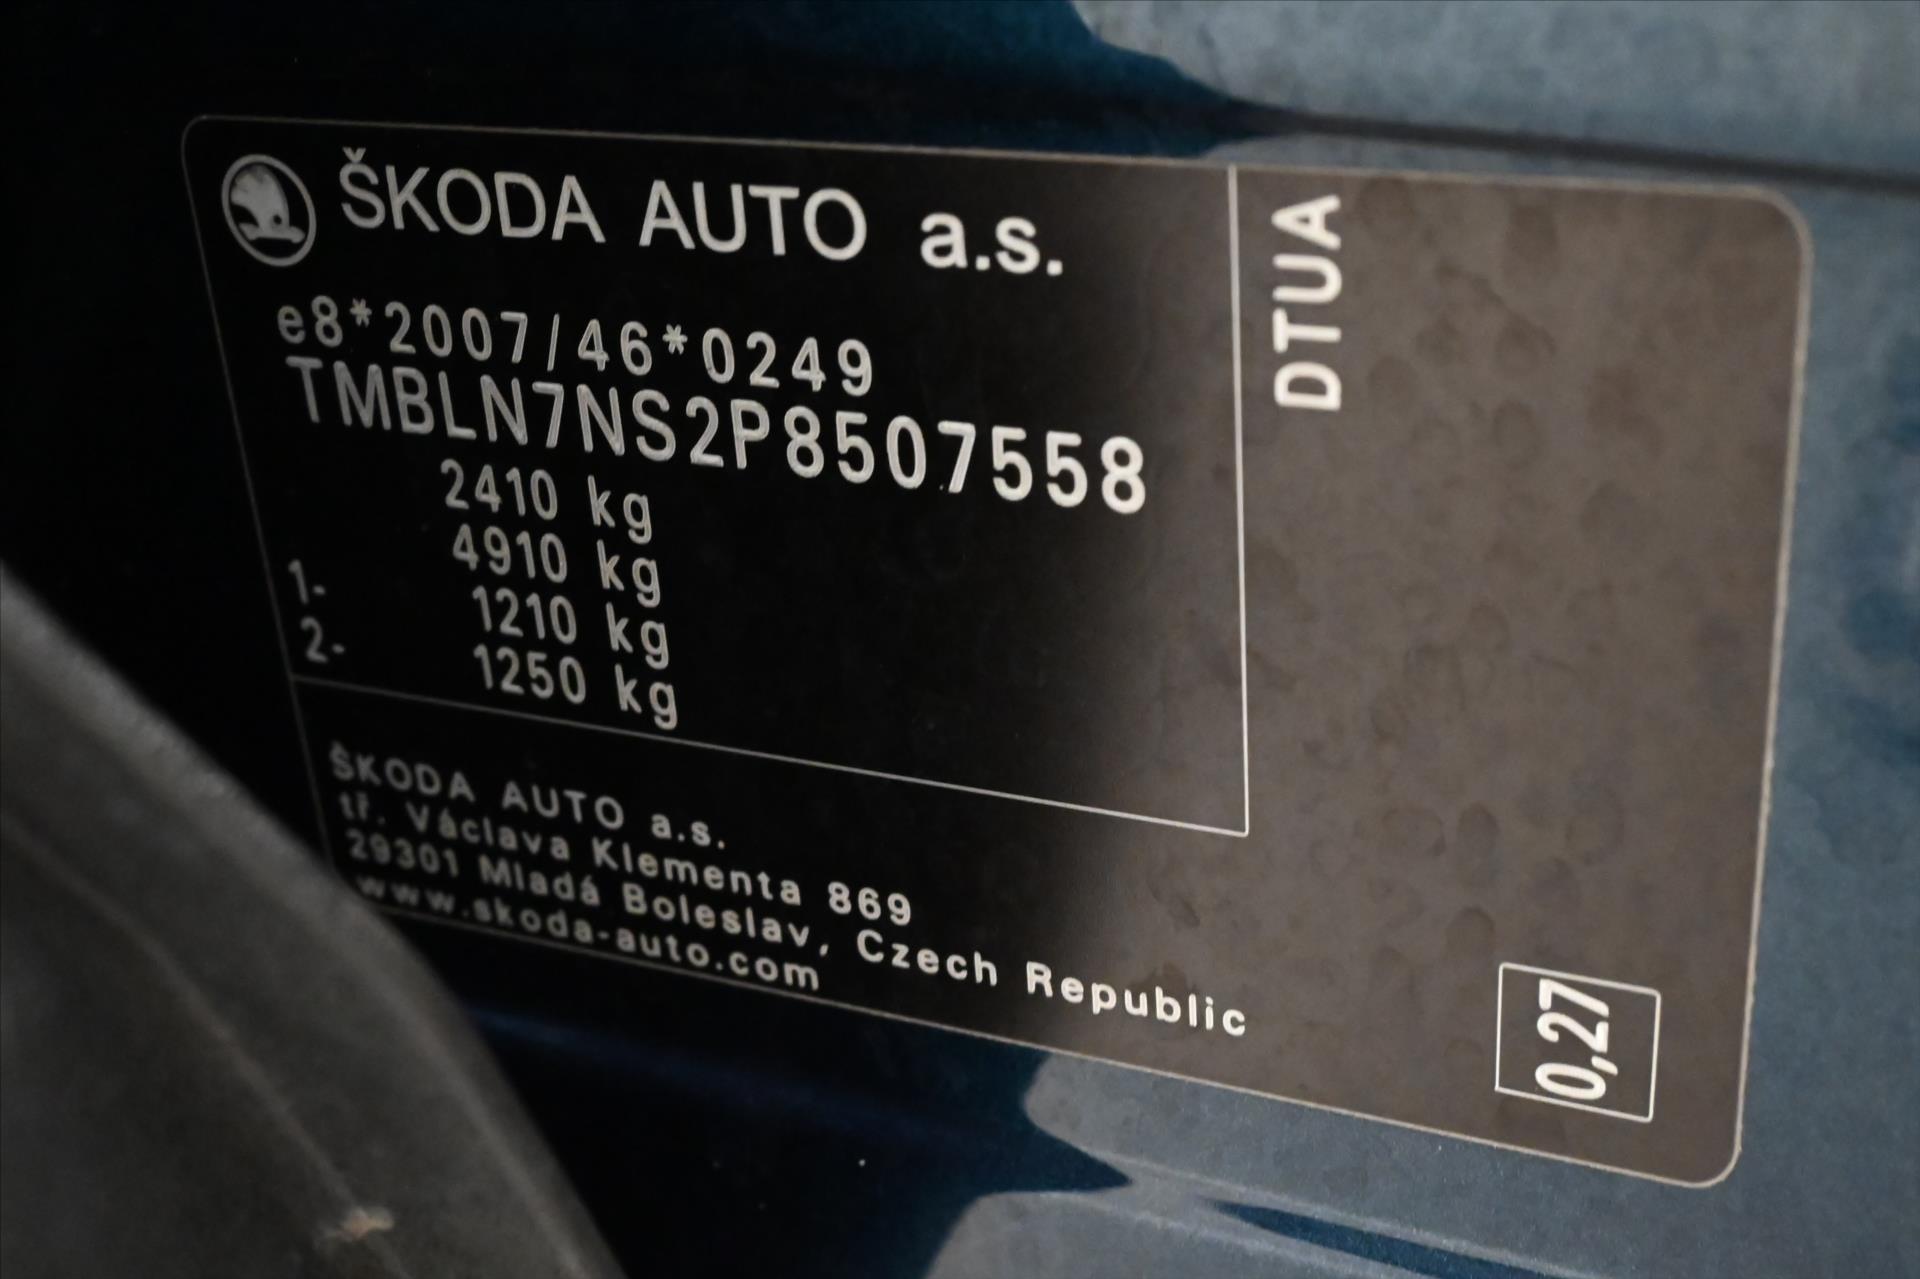 ŠKODA AUTO a.s.
e8*2007/46*0249
TMBLN7NS2P8507558
2410 kg
4910 kg
1- 1210 kg
2- 1250 kg
DTUA
ŠKODA AUTO a.s.
tř. Václava Klementa 869
29301 Mladá Boleslav, Czech Republic
www.skoda-auto.com
0,27